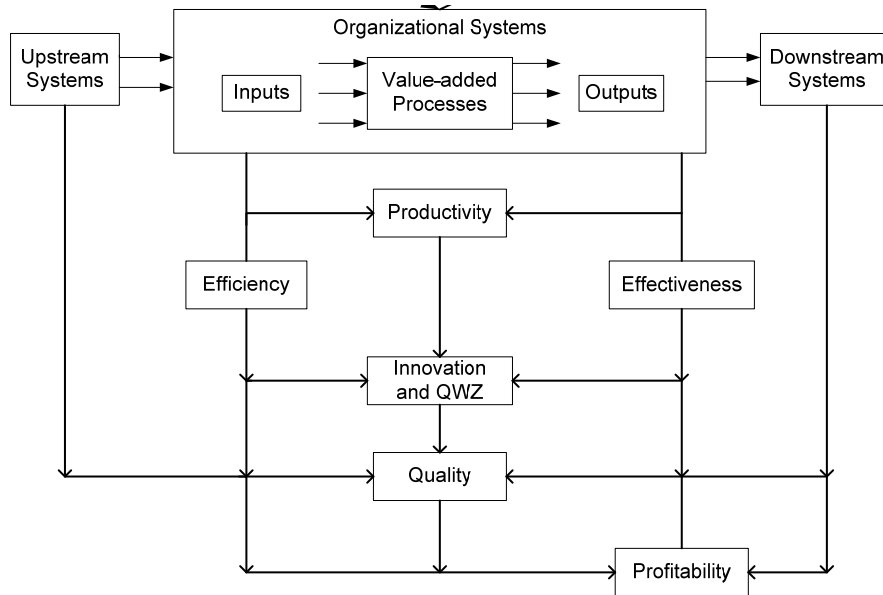 Organizational Systems
Upstream
Systems
Inputs
Value-added
Processes
Outputs
Downstream
Systems
Productivity
Efficiency
Effectiveness
Innovation
and QWZ
Quality
Profitability